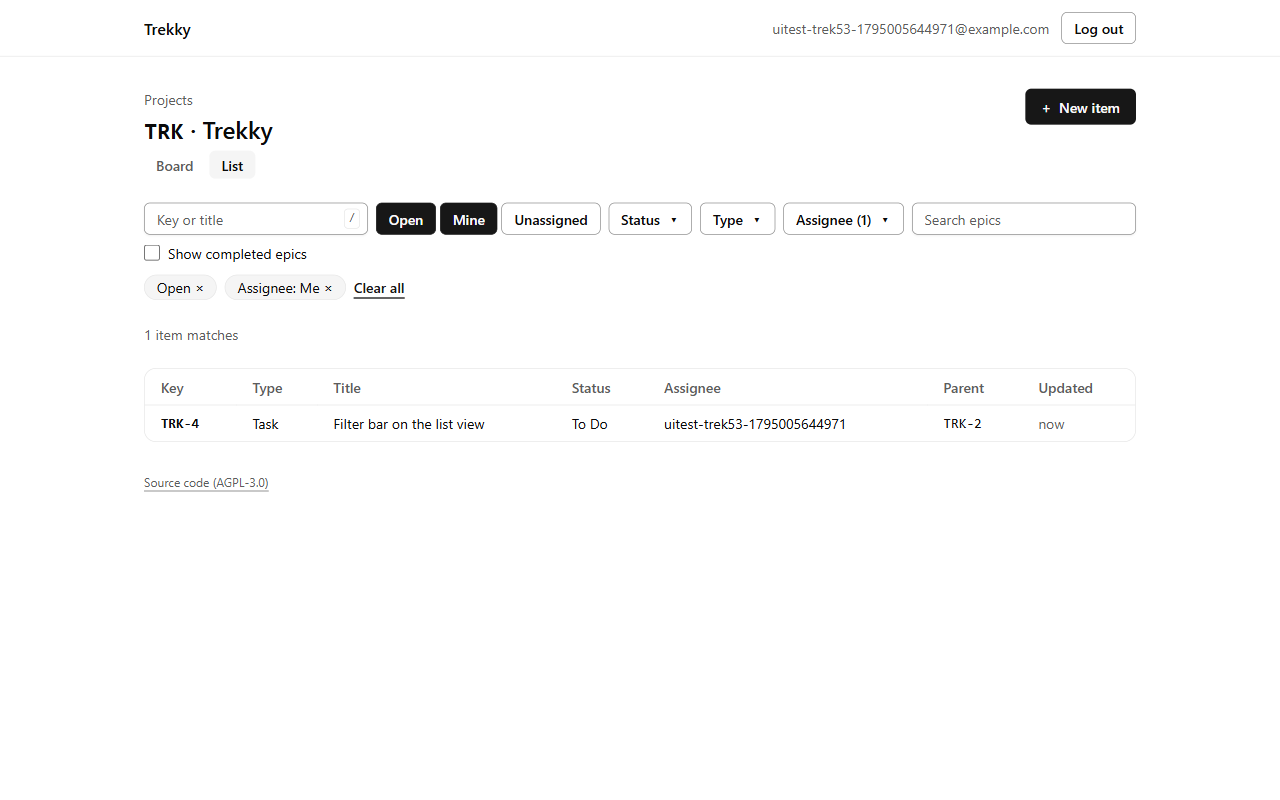 Trekky uitest-trek53-1795005644971@example.com Log out
Projects
+ New item
TRK · Trekky
Board List
Key or title / Open Mine Unassigned Status ▾ Type ▾ Assignee (1) ▾ Search epics
Show completed epics
Open × Assignee: Me × Clear all
1 item matches
Key Type Title Status Assignee Parent Updated
TRK-4 Task Filter bar on the list view To Do uitest-trek53-1795005644971 TRK-2 now
Source code (AGPL-3.0)